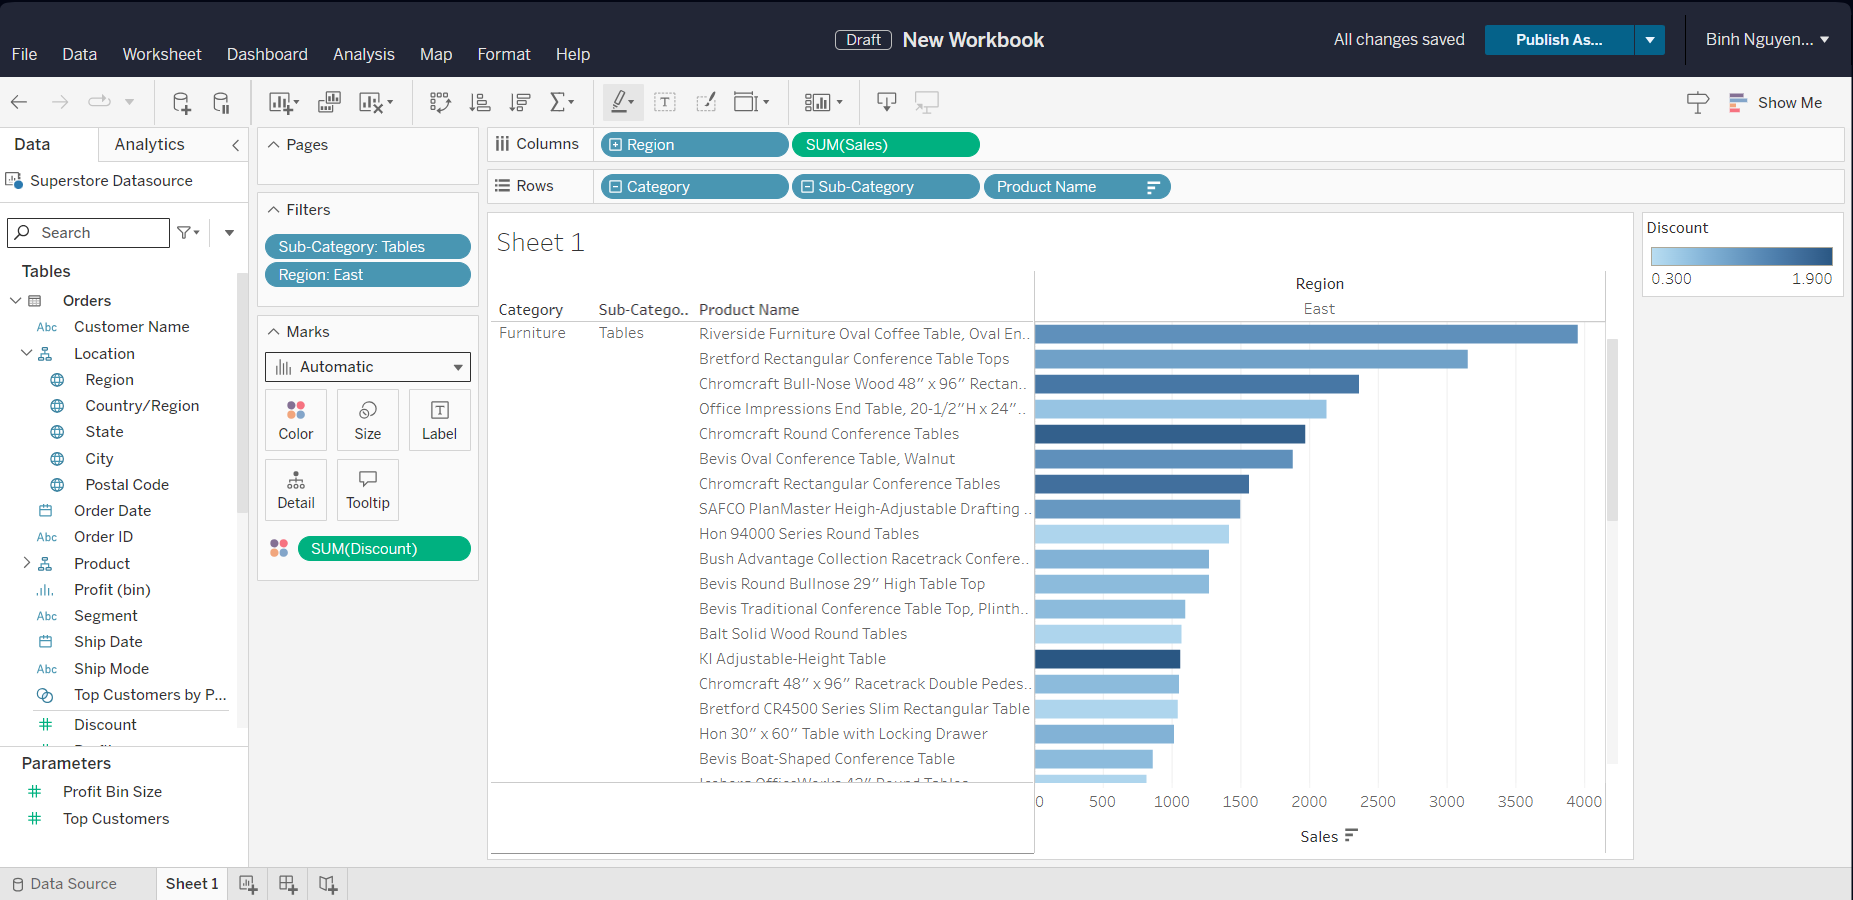 Draft New Workbook
All changes saved
Publish As...
Binh Nguyen...
File Data Worksheet Dashboard Analysis Map Format Help
Show Me
Data Analytics
Superstore Datasource
Search
Tables
Orders
Abc Customer Name
Location
Region
Country/Region
State
City
Postal Code
Order Date
Abc Order ID
Product
Profit (bin)
Abc Segment
Ship Date
Abc Ship Mode
Top Customers by P...
Discount
Parameters
Profit Bin Size
Top Customers
Pages
Filters
Sub-Category: Tables
Region: East
Marks
Automatic
Color Size Label
Detail Tooltip
SUM(Discount)
Columns Region SUM(Sales)
Rows Category Sub-Category Product Name
Sheet 1
Region
Category Sub-Catego.. Product Name East
Furniture Tables Riverside Furniture Oval Coffee Table, Oval En..
Bretford Rectangular Conference Table Tops
Chromcraft Bull-Nose Wood 48" x 96" Rectan..
Office Impressions End Table, 20-1/2"H x 24"..
Chromcraft Round Conference Tables
Bevis Oval Conference Table, Walnut
Chromcraft Rectangular Conference Tables
SAFCO PlanMaster Heigh-Adjustable Drafting ..
Hon 94000 Series Round Tables
Bush Advantage Collection Racetrack Confere..
Bevis Round Bullnose 29" High Table Top
Bevis Traditional Conference Table Top, Plinth..
Balt Solid Wood Round Tables
KI Adjustable-Height Table
Chromcraft 48" x 96" Racetrack Double Pedes..
Bretford CR4500 Series Slim Rectangular Table
Hon 30" x 60" Table with Locking Drawer
Bevis Boat-Shaped Conference Table
0 500 1000 1500 2000 2500 3000 3500 4000
Sales
Discount
0.300 1.900
Data Source Sheet 1